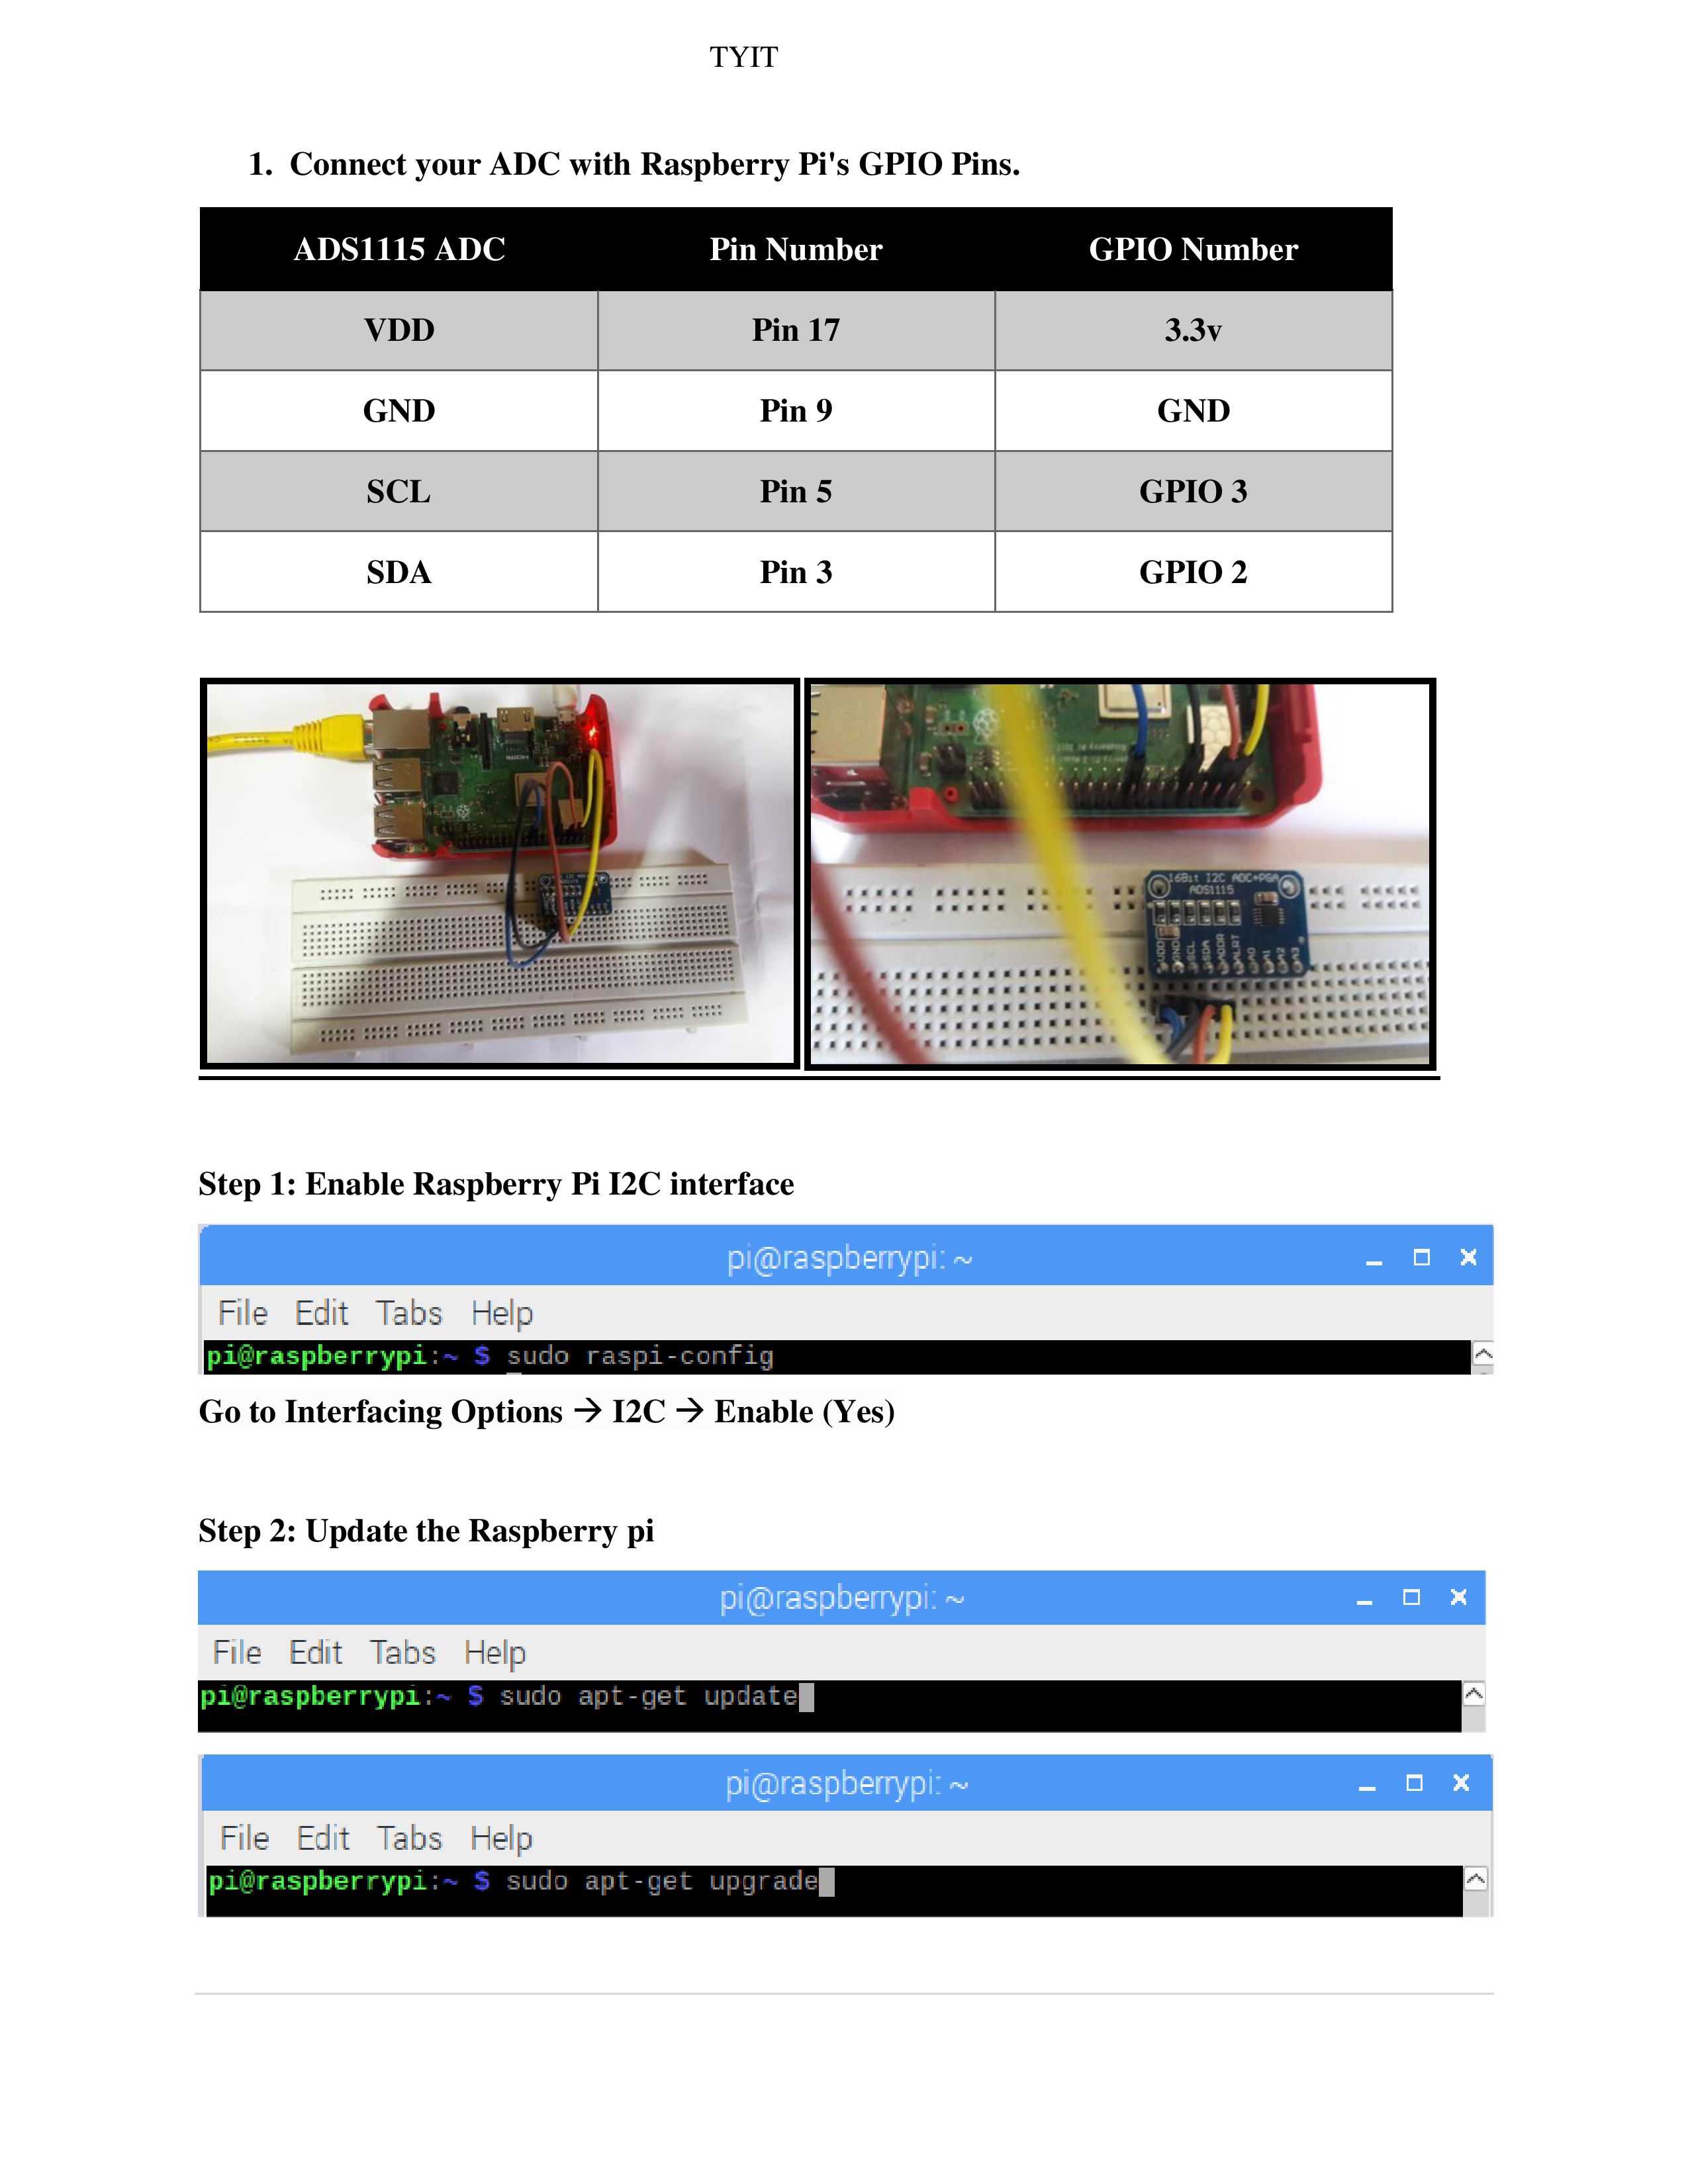 TYIT
1. Connect your ADC with Raspberry Pi's GPIO Pins.
ADS1115 ADC Pin Number GPIO Number
VDD Pin 17 3.3v
GND Pin 9 GND
SCL Pin 5 GPIO 3
SDA Pin 3 GPIO 2
16Bit I2C ADC+PGA
ADS1115
VDD
GND
SCL
SDA
ADDR
ALRT
A0
A1
A2
A3
Step 1: Enable Raspberry Pi I2C interface
pi@raspberrypi: ~
File Edit Tabs Help
pi@raspberrypi:~ $ sudo raspi-config
Go to Interfacing Options → I2C → Enable (Yes)
Step 2: Update the Raspberry pi
pi@raspberrypi: ~
File Edit Tabs Help
pi@raspberrypi:~ $ sudo apt-get update
pi@raspberrypi: ~
File Edit Tabs Help
pi@raspberrypi:~ $ sudo apt-get upgrade